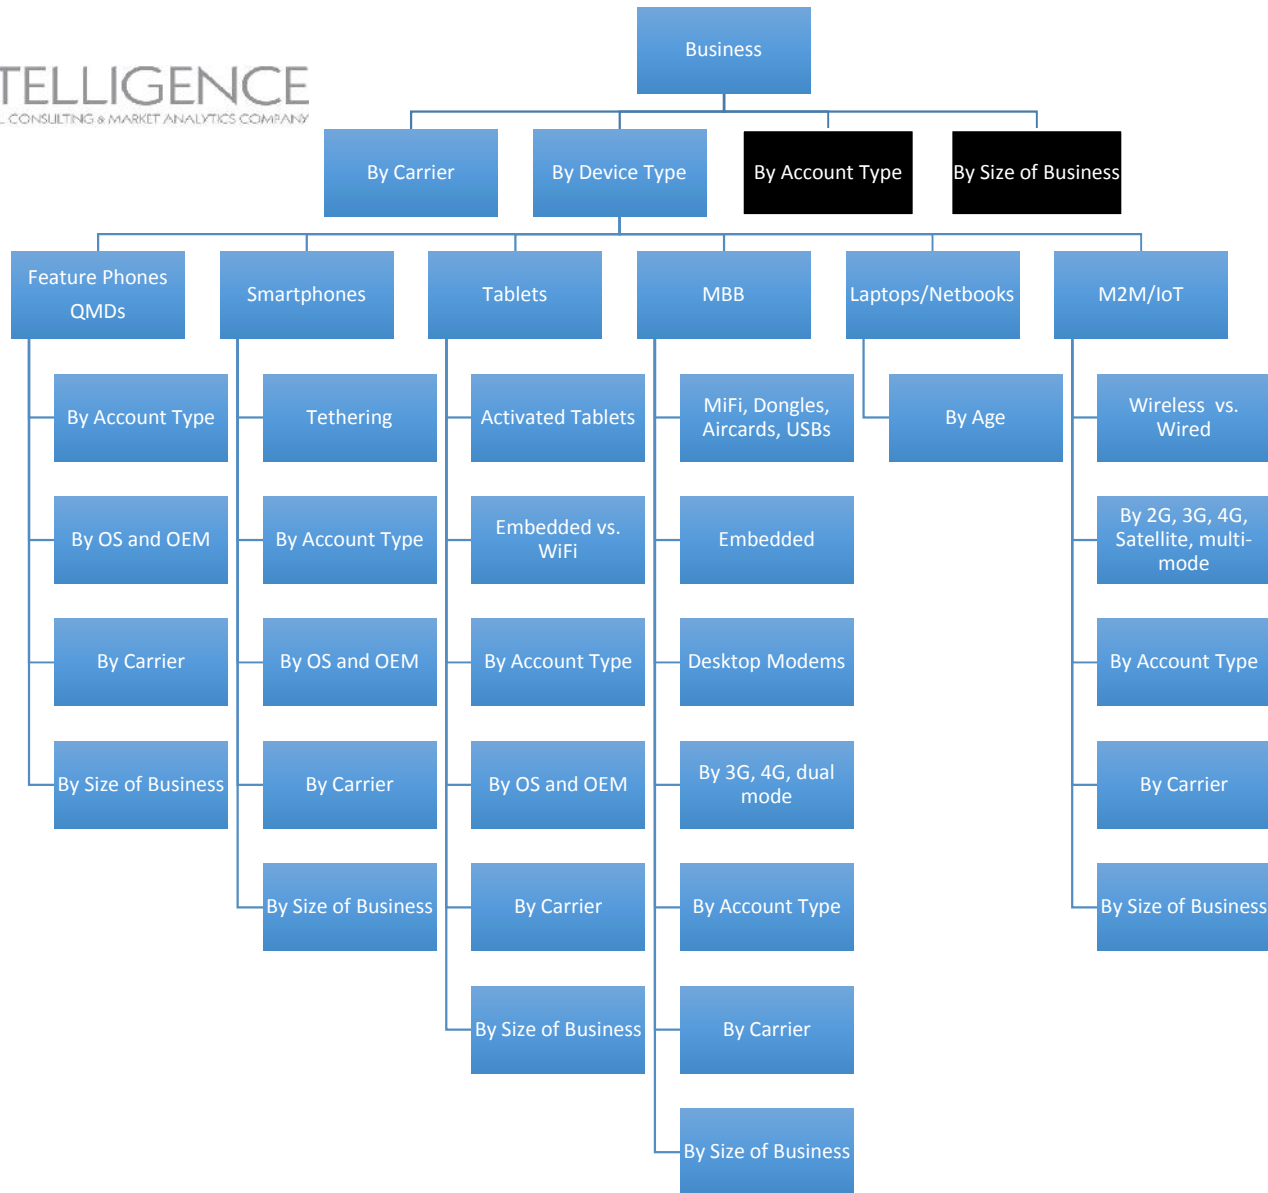 Business
TELLIGENCE
CONSULTING & MARKET ANALYTICS COMPANY
By Carrier
By Device Type
By Account Type
By Size of Business
Feature Phones
QMDs
Smartphones
Tablets
MBB
Laptops/Netbooks
M2M/IoT
By Account Type
Tethering
Activated Tablets
MiFi, Dongles,
Aircards, USBs
By Age
Wireless vs.
Wired
By OS and OEM
By Account Type
Embedded vs.
WiFi
Embedded
By 2G, 3G, 4G,
Satellite, multi-
mode
By Carrier
By OS and OEM
By Account Type
Desktop Modems
By Account Type
By Size of Business
By Carrier
By OS and OEM
By 3G, 4G, dual
mode
By Carrier
By Size of Business
By Carrier
By Account Type
By Size of Business
By Size of Business
By Carrier
By Size of Business